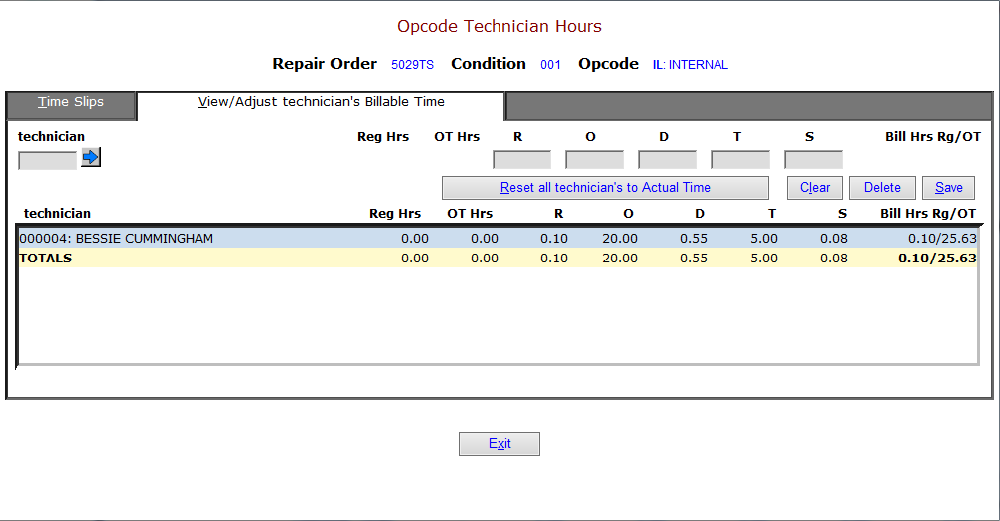 Opcode Technician Hours
Repair Order 5029TS Condition 001 Opcode IL: INTERNAL
Time Slips View/Adjust technician's Billable Time
technician Reg Hrs OT Hrs R O D T S Bill Hrs Rg/OT
Reset all technician's to Actual Time Clear Delete Save
technician Reg Hrs OT Hrs R O D T S Bill Hrs Rg/OT
000004: BESSIE CUMMINGHAM 0.00 0.00 0.10 20.00 0.55 5.00 0.08 0.10/25.63
TOTALS 0.00 0.00 0.10 20.00 0.55 5.00 0.08 0.10/25.63
Exit